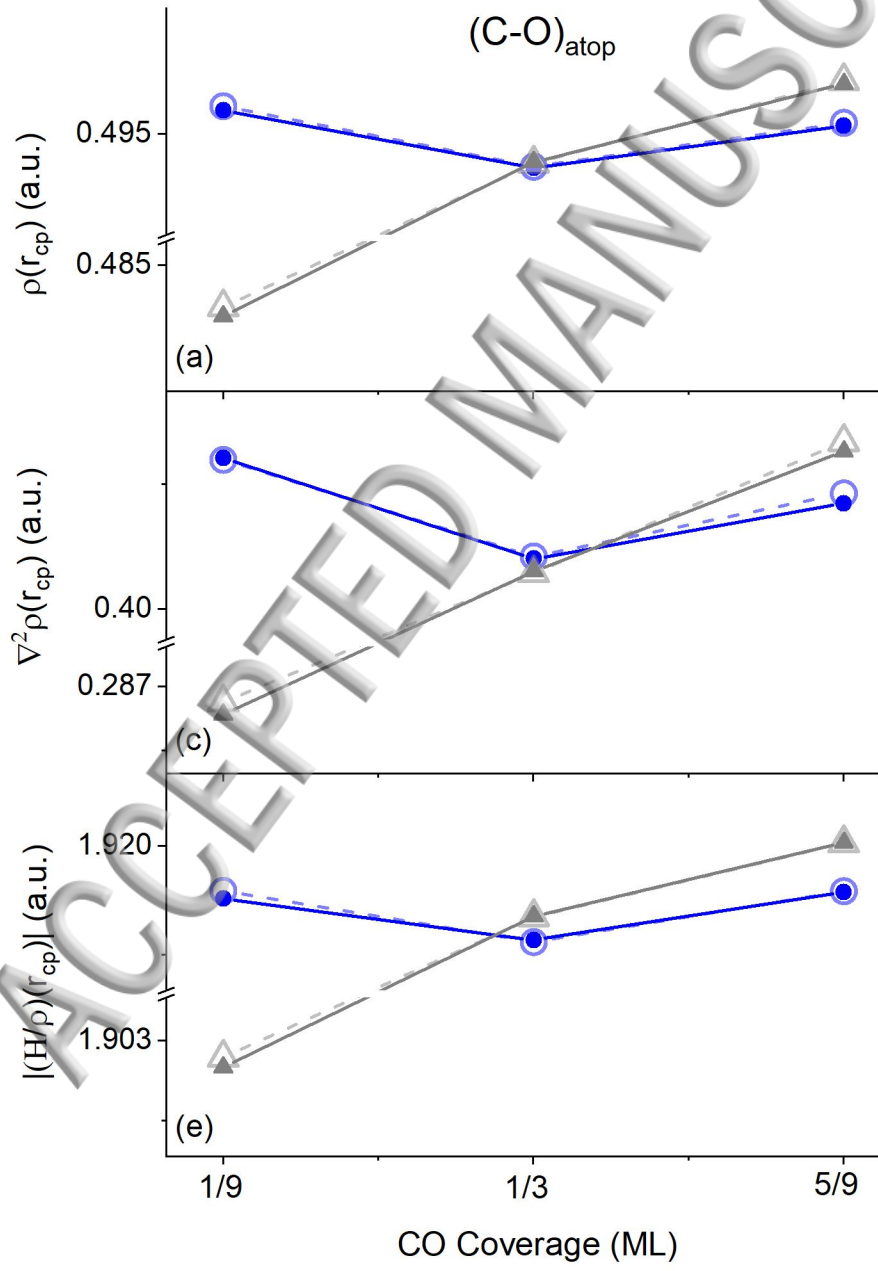 (C-O)atop
ρ(rcp) (a.u.)
0.495
0.485
(a)
∇²ρ(rcp) (a.u.)
0.40
0.287
(c)
|(H/ρ)(rcp)| (a.u.)
1.920
1.903
(e)
1/9 1/3 5/9
CO Coverage (ML)
ACCEPTED MANUSC